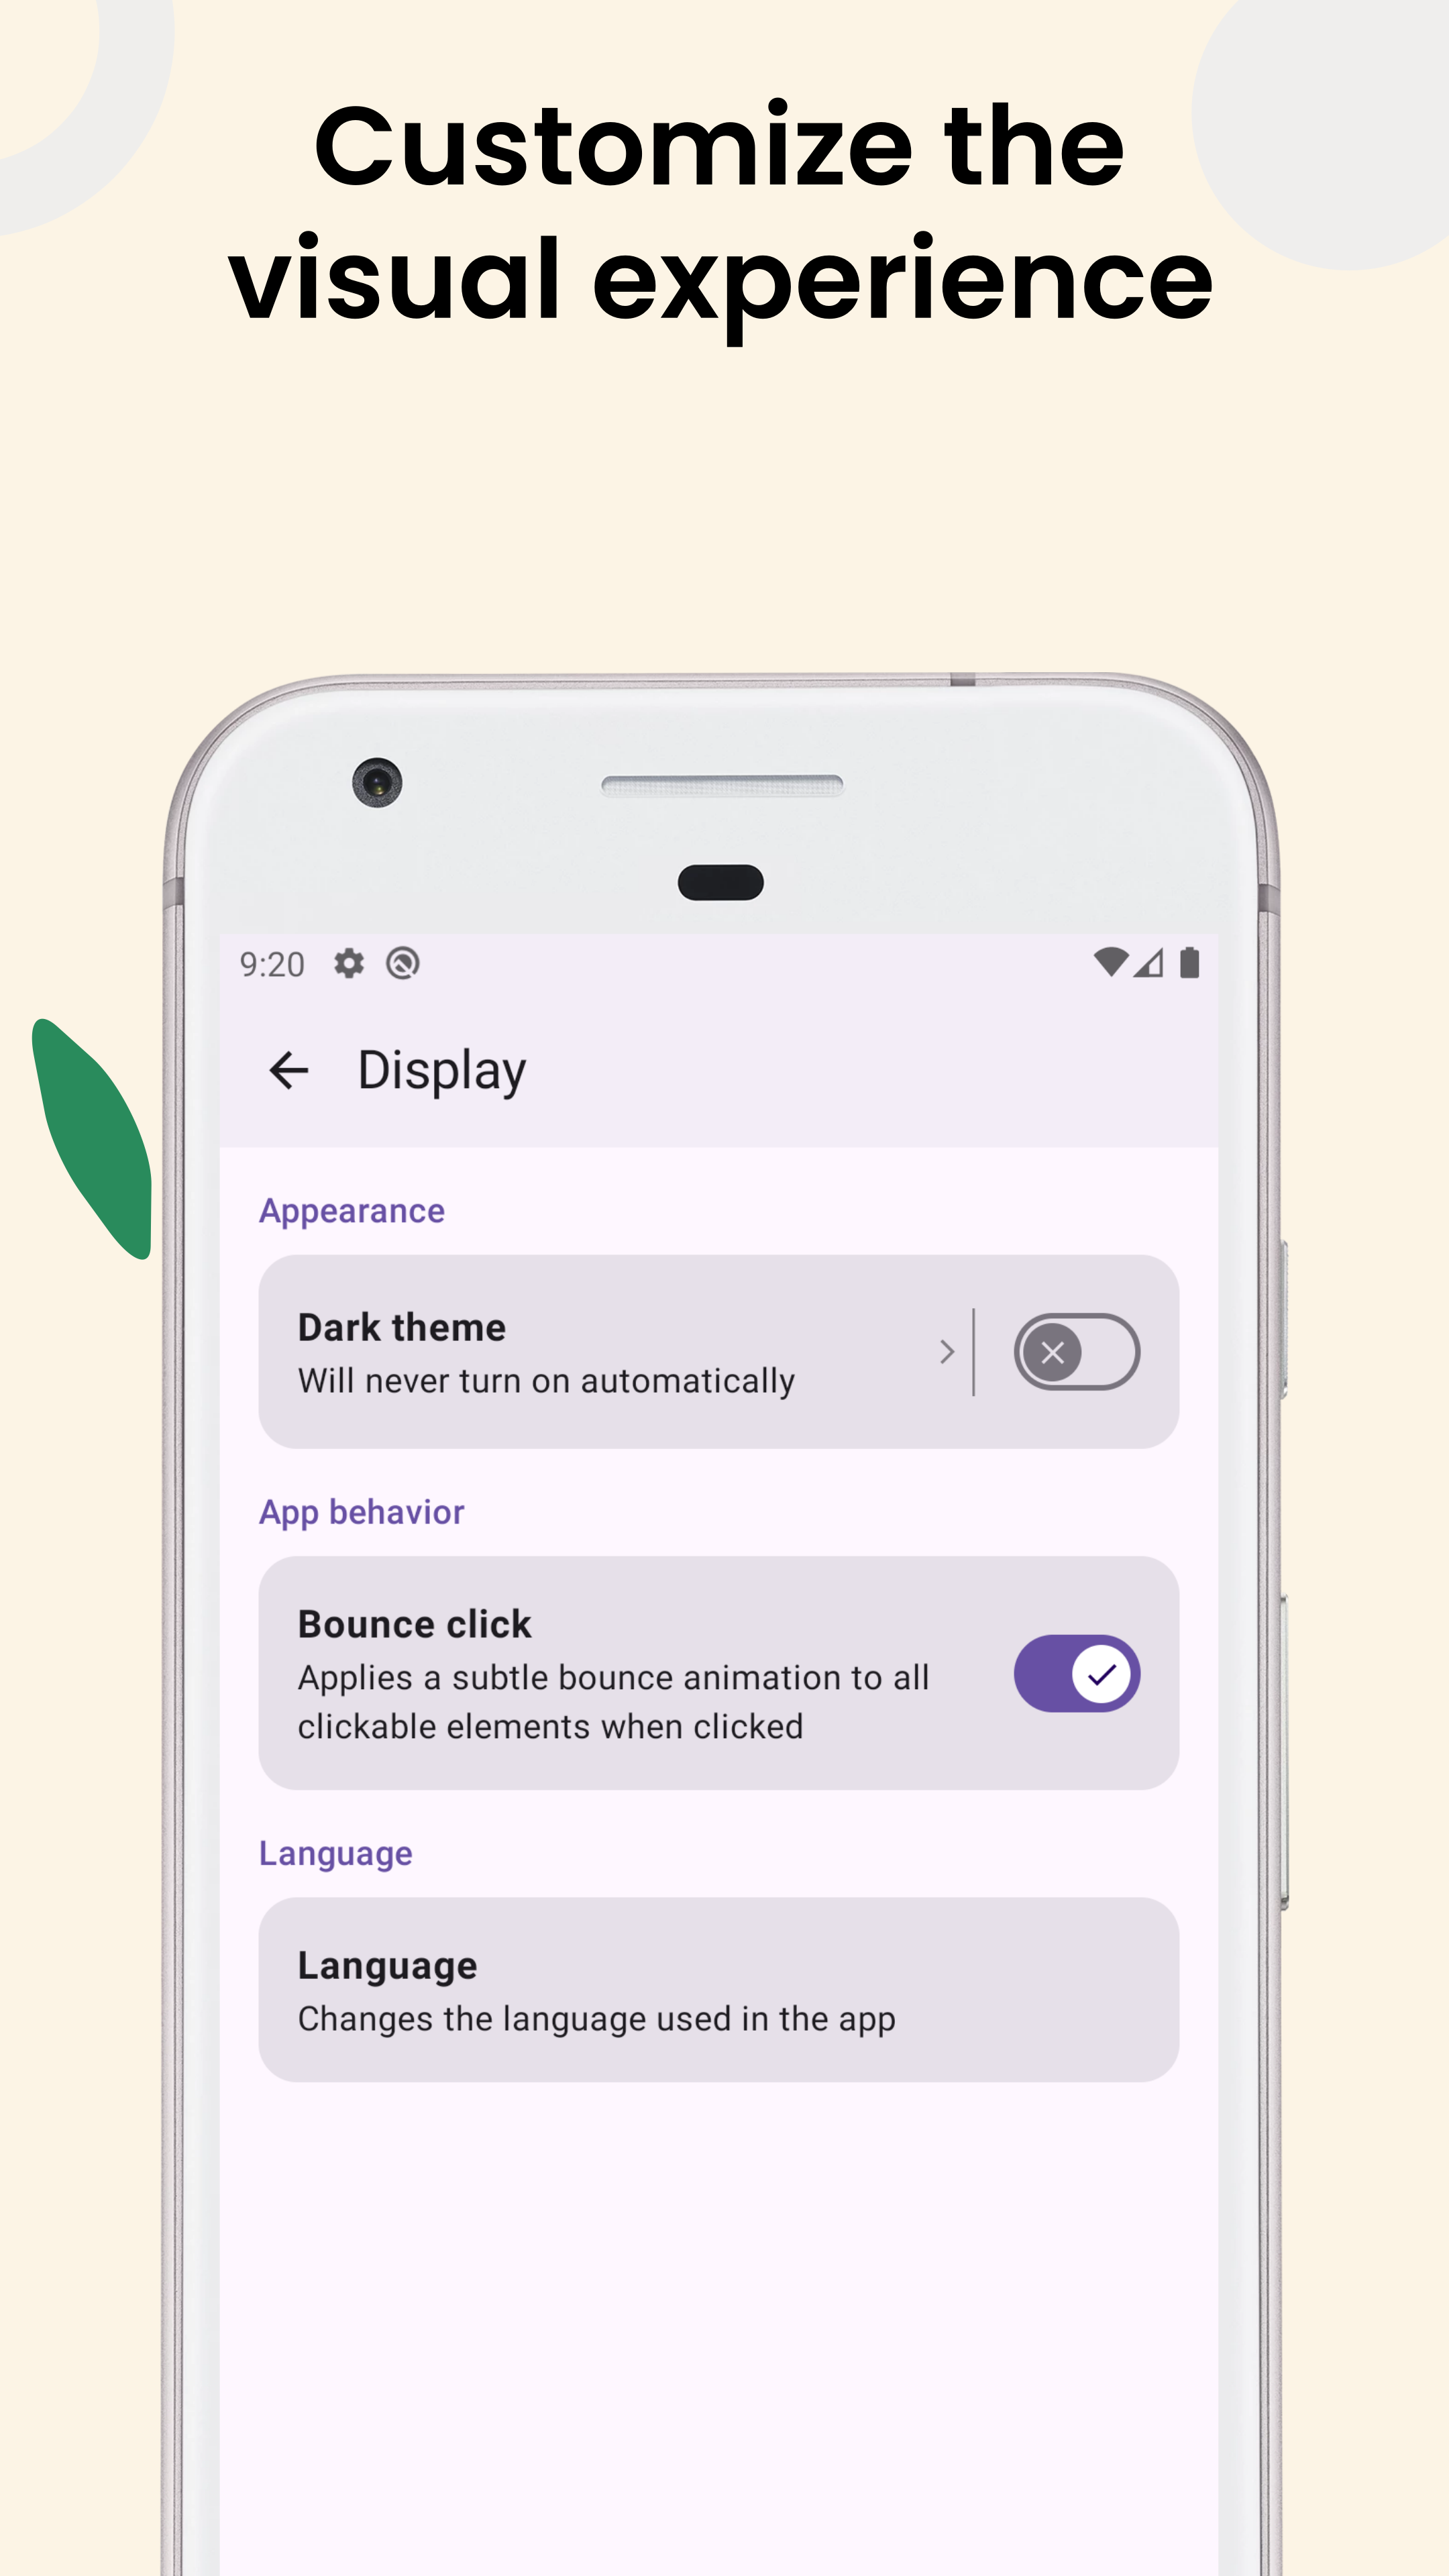 Customize the
visual experience
9:20
Display
Appearance
Dark theme
Will never turn on automatically
App behavior
Bounce click
Applies a subtle bounce animation to all
clickable elements when clicked
Language
Language
Changes the language used in the app